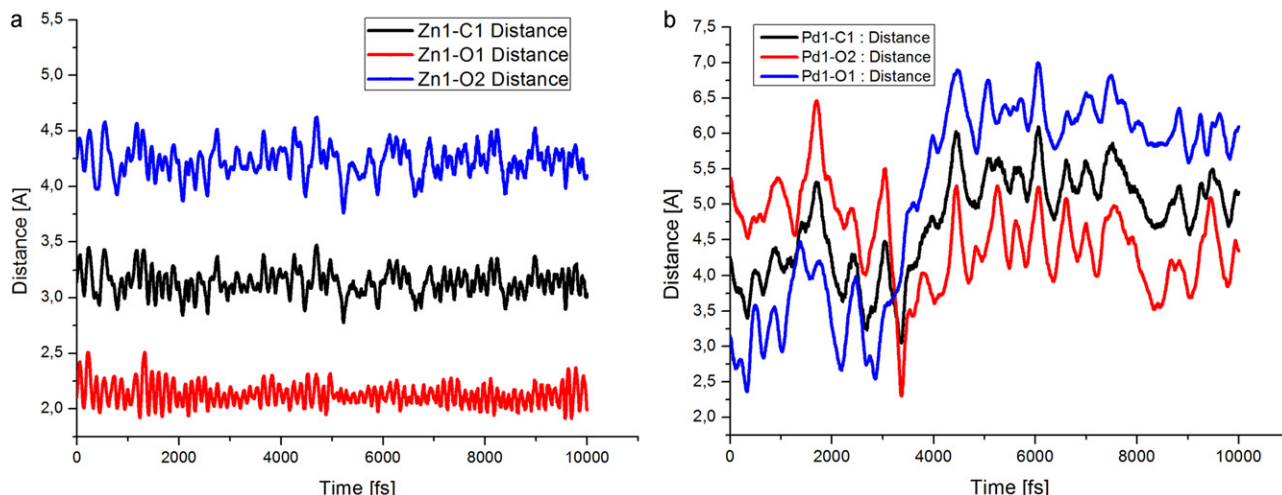 a
Zn1-C1 Distance
Zn1-O1 Distance
Zn1-O2 Distance
Distance [A]
5,5
5,0
4,5
4,0
3,5
3,0
2,5
2,0
0 2000 4000 6000 8000 10000
Time [fs]
b
Pd1-C1 : Distance
Pd1-O2 : Distance
Pd1-O1 : Distance
Distance [A]
7,5
7,0
6,5
6,0
5,5
5,0
4,5
4,0
3,5
3,0
2,5
2,0
0 2000 4000 6000 8000 10000
Time [fs]